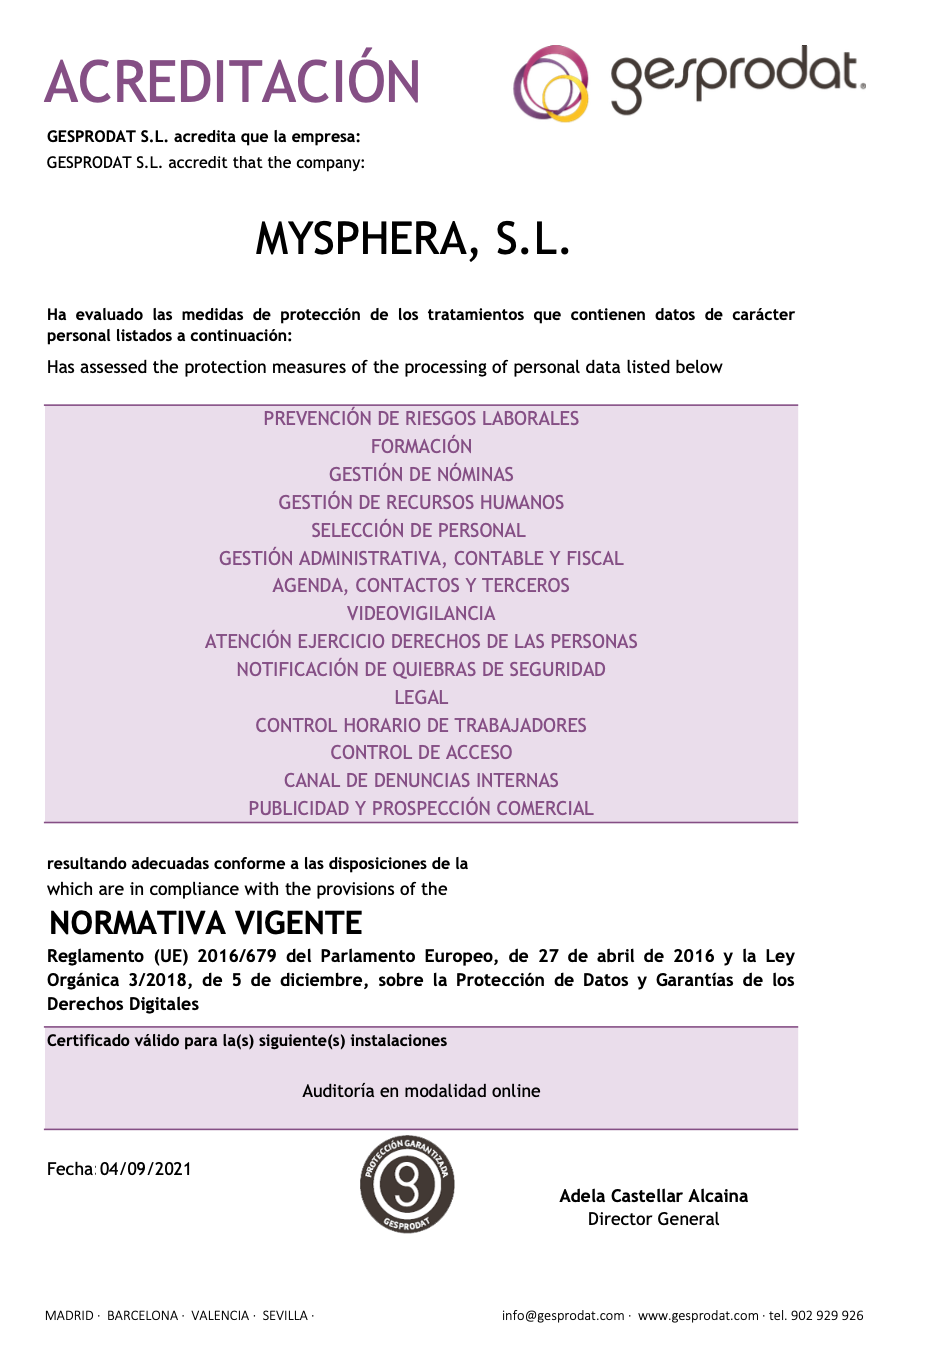 ACREDITACIÓN
gesprodat®
GESPRODAT S.L. acredita que la empresa:
GESPRODAT S.L. accredit that the company:
MYSPHERA, S.L.
Ha evaluado las medidas de protección de los tratamientos que contienen datos de carácter
personal listados a continuación:
Has assessed the protection measures of the processing of personal data listed below
PREVENCIÓN DE RIESGOS LABORALES
FORMACIÓN
GESTIÓN DE NÓMINAS
GESTIÓN DE RECURSOS HUMANOS
SELECCIÓN DE PERSONAL
GESTIÓN ADMINISTRATIVA, CONTABLE Y FISCAL
AGENDA, CONTACTOS Y TERCEROS
VIDEOVIGILANCIA
ATENCIÓN EJERCICIO DERECHOS DE LAS PERSONAS
NOTIFICACIÓN DE QUIEBRAS DE SEGURIDAD
LEGAL
CONTROL HORARIO DE TRABAJADORES
CONTROL DE ACCESO
CANAL DE DENUNCIAS INTERNAS
PUBLICIDAD Y PROSPECCIÓN COMERCIAL
resultando adecuadas conforme a las disposiciones de la
which are in compliance with the provisions of the
NORMATIVA VIGENTE
Reglamento (UE) 2016/679 del Parlamento Europeo, de 27 de abril de 2016 y la Ley
Orgánica 3/2018, de 5 de diciembre, sobre la Protección de Datos y Garantías de los
Derechos Digitales
Certificado válido para la(s) siguiente(s) instalaciones
Auditoría en modalidad online
PROTECCIÓN GARANTIZADA
GESPRODAT
Fecha: 04/09/2021
Adela Castellar Alcaina
Director General
MADRID · BARCELONA · VALENCIA · SEVILLA ·
info@gesprodat.com · www.gesprodat.com · tel. 902 929 926